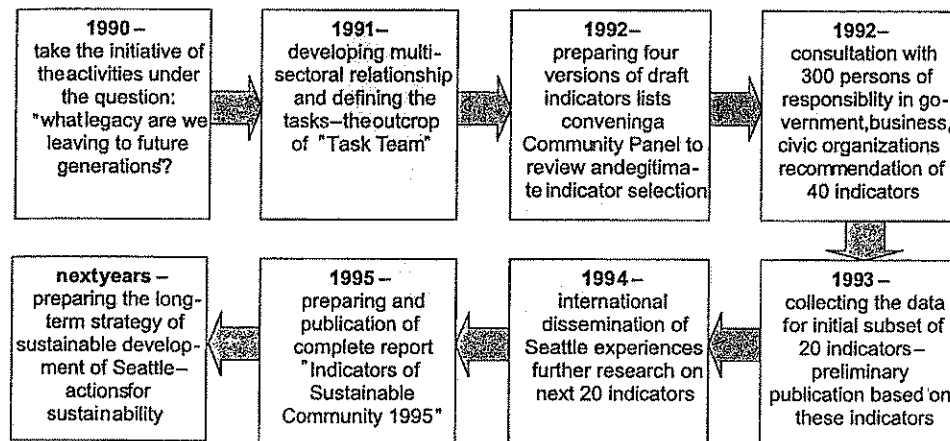 1990–
take the initiative of
theactivities under
the question:
"whatlegacy are we
leaving to future
generations"?
1991–
developing multi-
sectoral relationship
and defining the
tasks–theoutcrop
of "Task Team"
1992–
preparing four
versions of draft
indicators lists
conveninga
Community Panel to
review andegitima-
te indicator selection
1992–
consultation with
300 persons of
responsiblity in go-
vernment,business,
civic organizations
recommendation of
40 indicators
1993–
collecting the data
for initial subset of
20 indicators–
preliminary
publication based on
these indicators
1994–
international
dissemination of
Seattle experiences
further research on
next 20 indicators
1995–
preparing and
publication of
complete report
"Indicators of
Sustainable
Community 1995"
nextyears –
preparing the long-
term strategy of
sustainable develop-
ment of Seattle–
actionsfor
sustainability